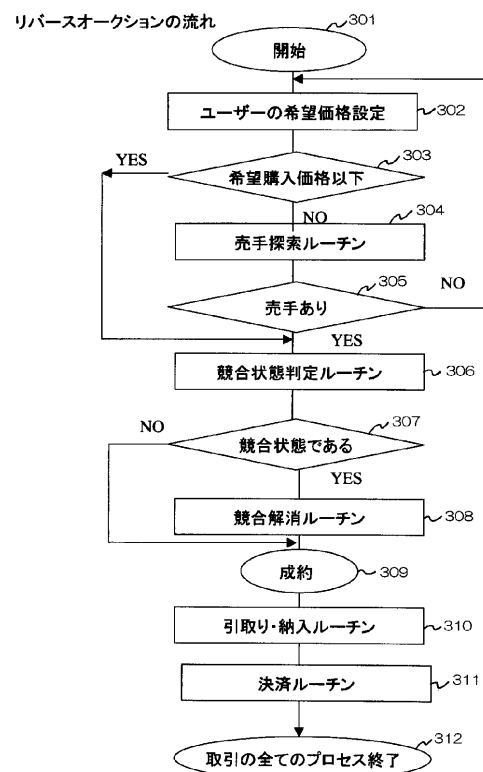 リバースオークションの流れ
301
開始
ユーザーの希望価格設定
302
303
YES
希望購入価格以下
NO
304
売手探索ルーチン
305
売手あり
NO
YES
競合状態判定ルーチン
306
307
NO
競合状態である
YES
競合解消ルーチン
308
成約
309
引取り・納入ルーチン
310
決済ルーチン
311
312
取引の全てのプロセス終了